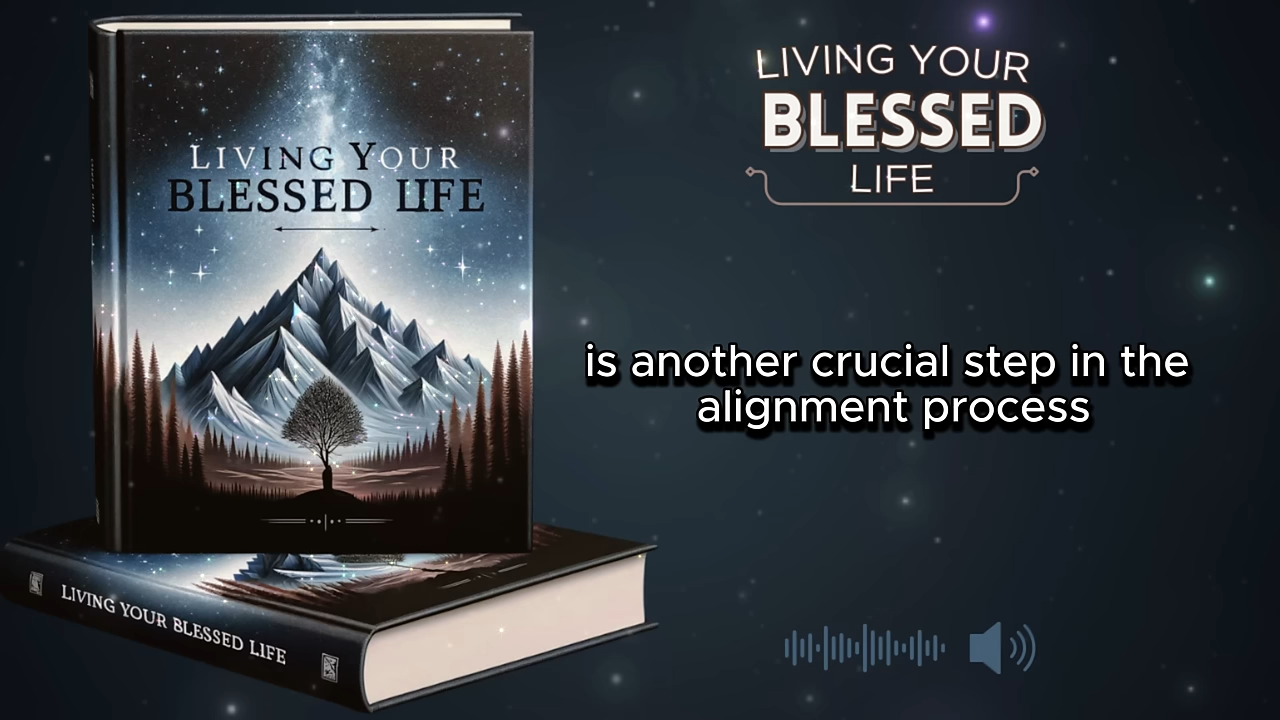 LIVING YOUR
BLESSED LIFE
LIVING YOUR BLESSED LIFE
LIVING YOUR
BLESSED
LIFE
is another crucial step in the
alignment process